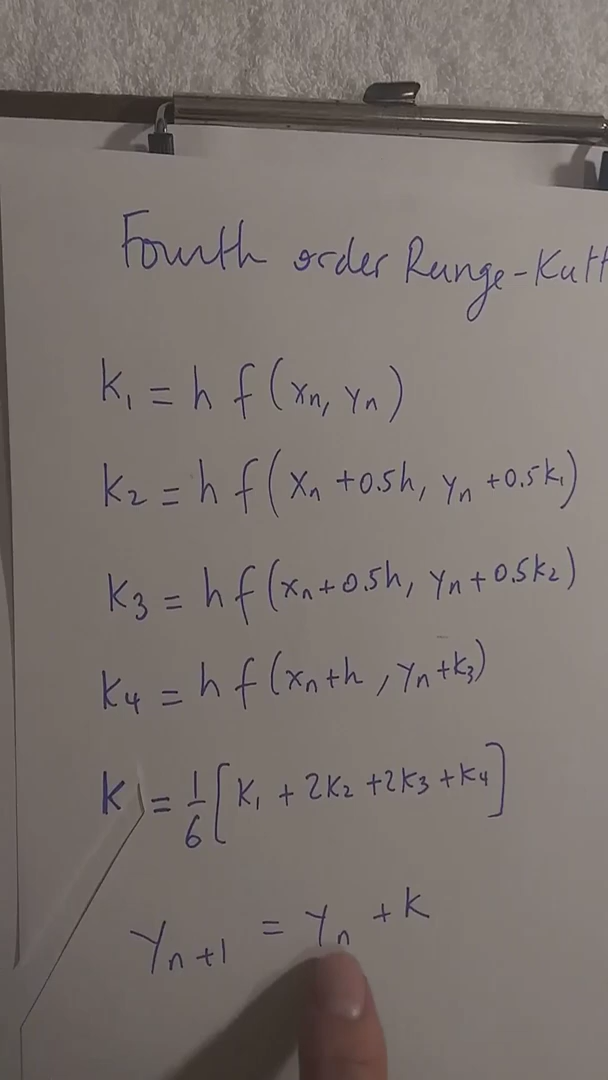 Fourth order Runge-Kutt
K₁ = h f(xₙ, yₙ)
K₂ = h f(xₙ + 0.5h, yₙ + 0.5k₁)
K₃ = h f(xₙ + 0.5h, yₙ + 0.5k₂)
K₄ = h f(xₙ + h, yₙ + k₃)
K = 1/6 [K₁ + 2K₂ + 2K₃ + K₄]
yₙ₊₁ = yₙ + K